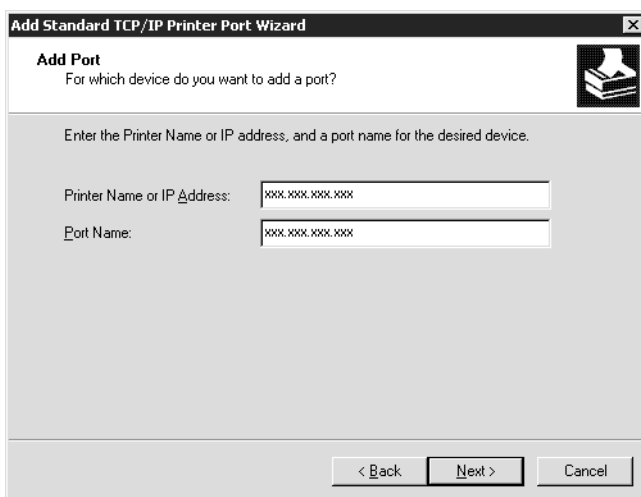 Add Standard TCP/IP Printer Port Wizard
Add Port
For which device do you want to add a port?
Enter the Printer Name or IP address, and a port name for the desired device.
Printer Name or IP Address: xxx.xxx.xxx.xxx
Port Name: xxx.xxx.xxx.xxx
< Back Next > Cancel